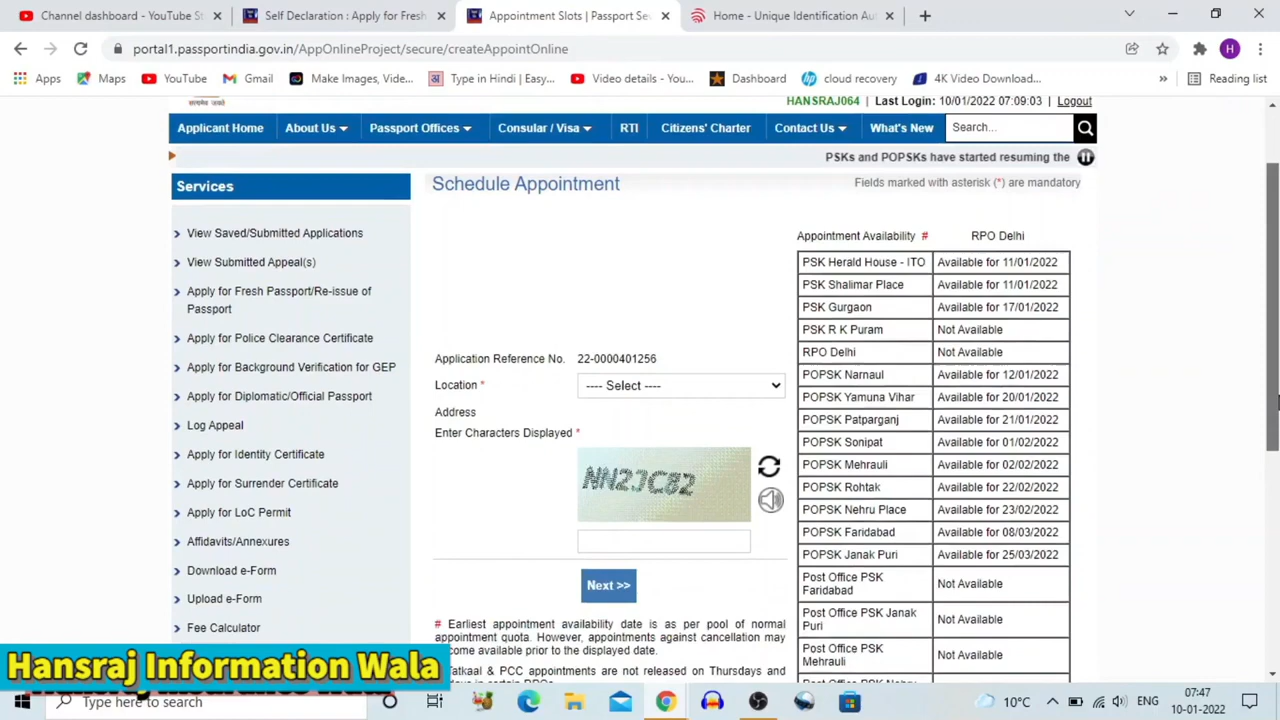 Channel dashboard - YouTube St
Self Declaration : Apply for Fresh
Appointment Slots | Passport Se
Home - Unique Identification Aut
portal1.passportindia.gov.in/AppOnlineProject/secure/createAppointOnline
Apps
Maps
YouTube
Gmail
Make Images, Vide...
Type in Hindi | Easy...
Video details - You...
Dashboard
cloud recovery
4K Video Download...
»
Reading list
H
सत्यमेव जयते
HANSRAJ064 | Last Login: 10/01/2022 07:09:03 | Logout
Applicant Home
About Us
Passport Offices
Consular / Visa
RTI
Citizens' Charter
Contact Us
What's New
Search...
PSKs and POPSKs have started resuming the
Services
View Saved/Submitted Applications
View Submitted Appeal(s)
Apply for Fresh Passport/Re-issue of
Passport
Apply for Police Clearance Certificate
Apply for Background Verification for GEP
Apply for Diplomatic/Official Passport
Log Appeal
Apply for Identity Certificate
Apply for Surrender Certificate
Apply for LoC Permit
Affidavits/Annexures
Download e-Form
Upload e-Form
Fee Calculator
Schedule Appointment
Fields marked with asterisk (*) are mandatory
Application Reference No. 22-0000401256
Location * ---- Select ----
Address
Enter Characters Displayed *
NN2JC82
Next >>
# Earliest appointment availability date is as per pool of normal
appointment quota. However, appointments against cancellation may
come available prior to the displayed date.
Tatkaal & PCC appointments are not released on Thursdays and
Appointment Availability # RPO Delhi
PSK Herald House - ITO Available for 11/01/2022
PSK Shalimar Place Available for 11/01/2022
PSK Gurgaon Available for 17/01/2022
PSK R K Puram Not Available
RPO Delhi Not Available
POPSK Narnaul Available for 12/01/2022
POPSK Yamuna Vihar Available for 20/01/2022
POPSK Patparganj Available for 21/01/2022
POPSK Sonipat Available for 01/02/2022
POPSK Mehrauli Available for 02/02/2022
POPSK Rohtak Available for 22/02/2022
POPSK Nehru Place Available for 23/02/2022
POPSK Faridabad Available for 08/03/2022
POPSK Janak Puri Available for 25/03/2022
Post Office PSK
Faridabad Not Available
Post Office PSK Janak
Puri Not Available
Post Office PSK
Mehrauli Not Available
Hansraj Information Wala
Type here to search
10°C
ENG
07:47
10-01-2022